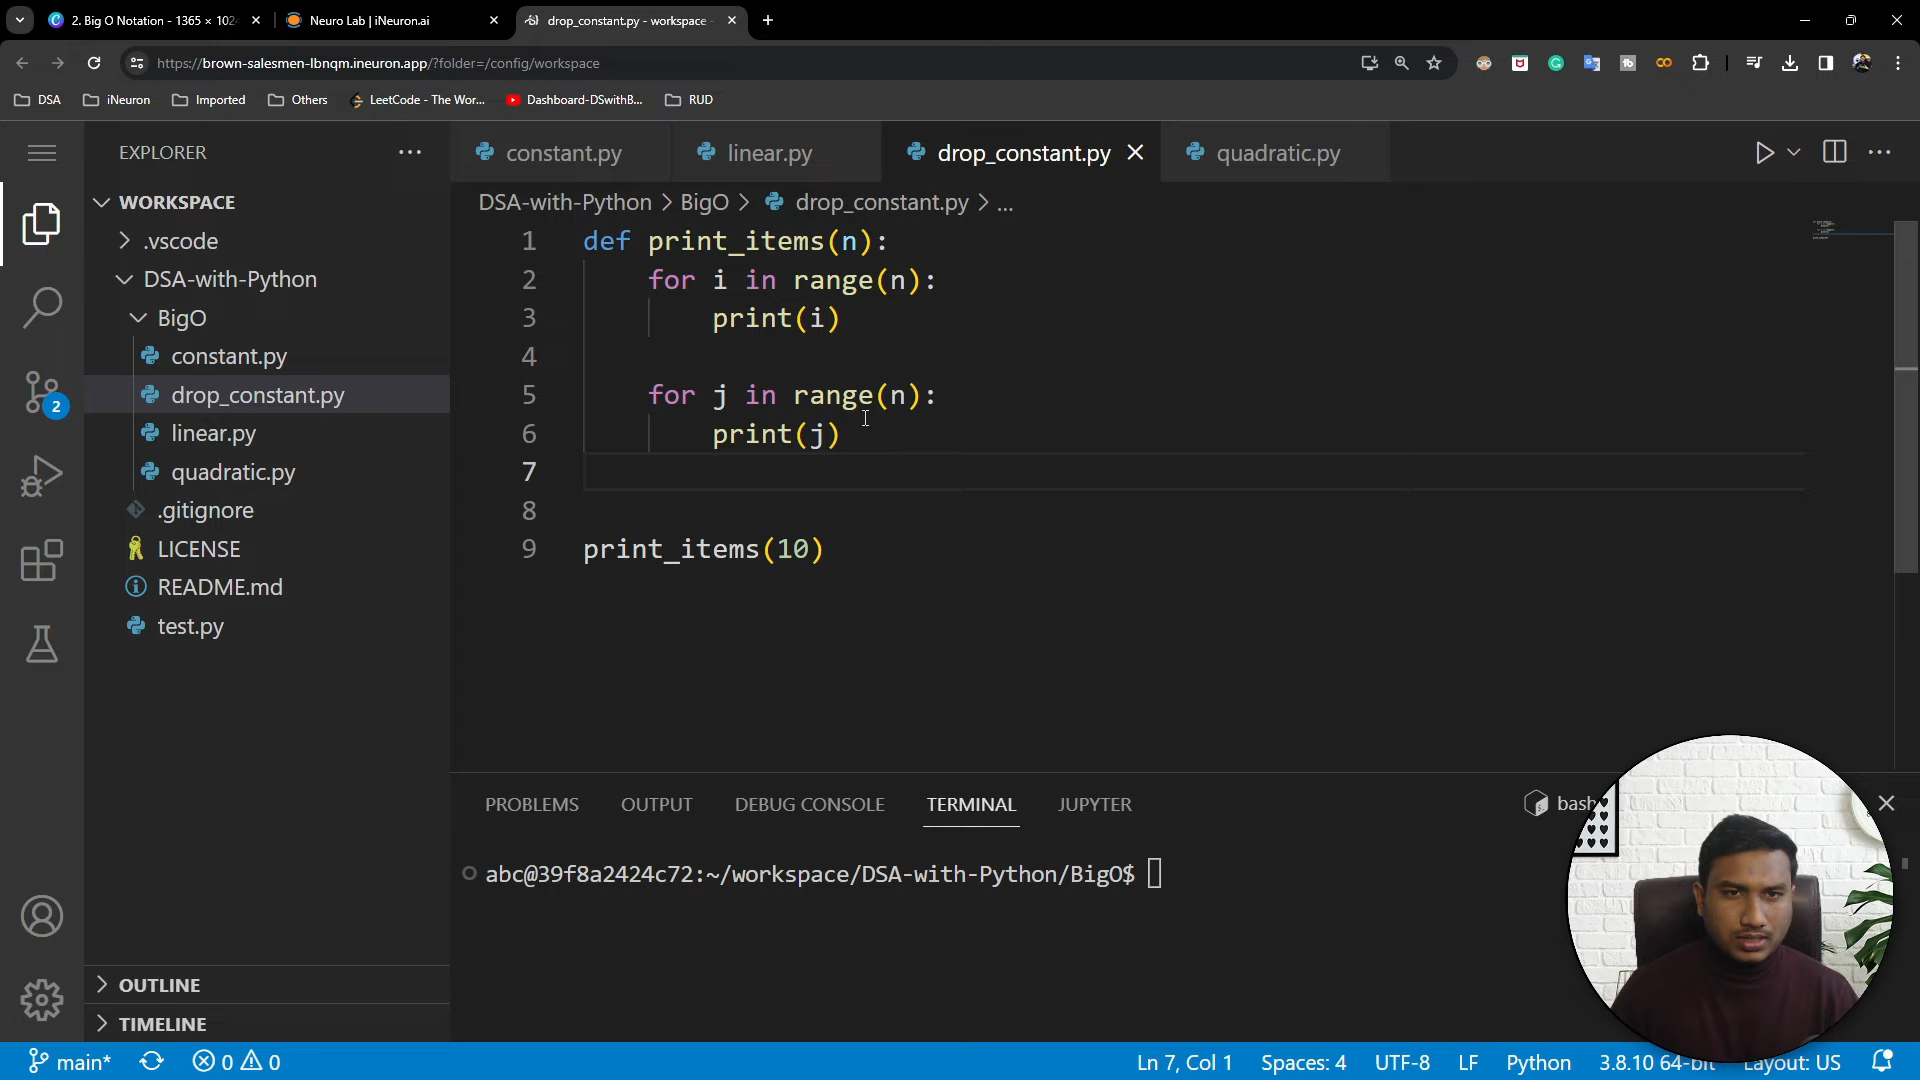 2. Big O Notation - 1365 × 102
Neuro Lab | iNeuron.ai
drop_constant.py - workspace -
https://brown-salesmen-lbnqm.ineuron.app/?folder=/config/workspace
DSA
iNeuron
Imported
Others
LeetCode - The Wor...
Dashboard-DSwithB...
RUD
EXPLORER
constant.py
linear.py
drop_constant.py
quadratic.py
WORKSPACE
DSA-with-Python > BigO > drop_constant.py > ...
.vscode
DSA-with-Python
BigO
constant.py
drop_constant.py
linear.py
quadratic.py
.gitignore
LICENSE
README.md
test.py
2
1 def print_items(n):
2 for i in range(n):
3 print(i)
4
5 for j in range(n):
6 print(j)
7
8
9 print_items(10)
PROBLEMS
OUTPUT
DEBUG CONSOLE
TERMINAL
JUPYTER
bash
abc@39f8a2424c72:~/workspace/DSA-with-Python/BigO$
OUTLINE
TIMELINE
main*
0
0
Ln 7, Col 1
Spaces: 4
UTF-8
LF
Python
3.8.10 64-bit
Layout: US